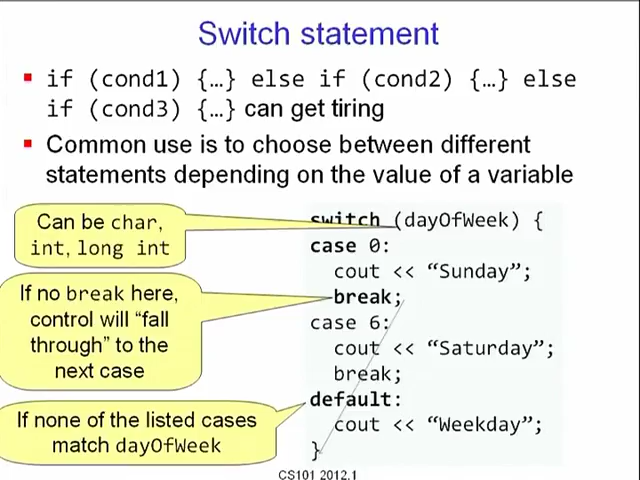 Switch statement
if (cond1) {…} else if (cond2) {…} else
if (cond3) {…} can get tiring
Common use is to choose between different
statements depending on the value of a variable
Can be char,
int, long int
If no break here,
control will “fall
through” to the
next case
If none of the listed cases
match dayOfWeek
switch (dayOfWeek) {
case 0:
cout << “Sunday”;
break;
case 6:
cout << “Saturday”;
break;
default:
cout << “Weekday”;
}
CS101 2012.1